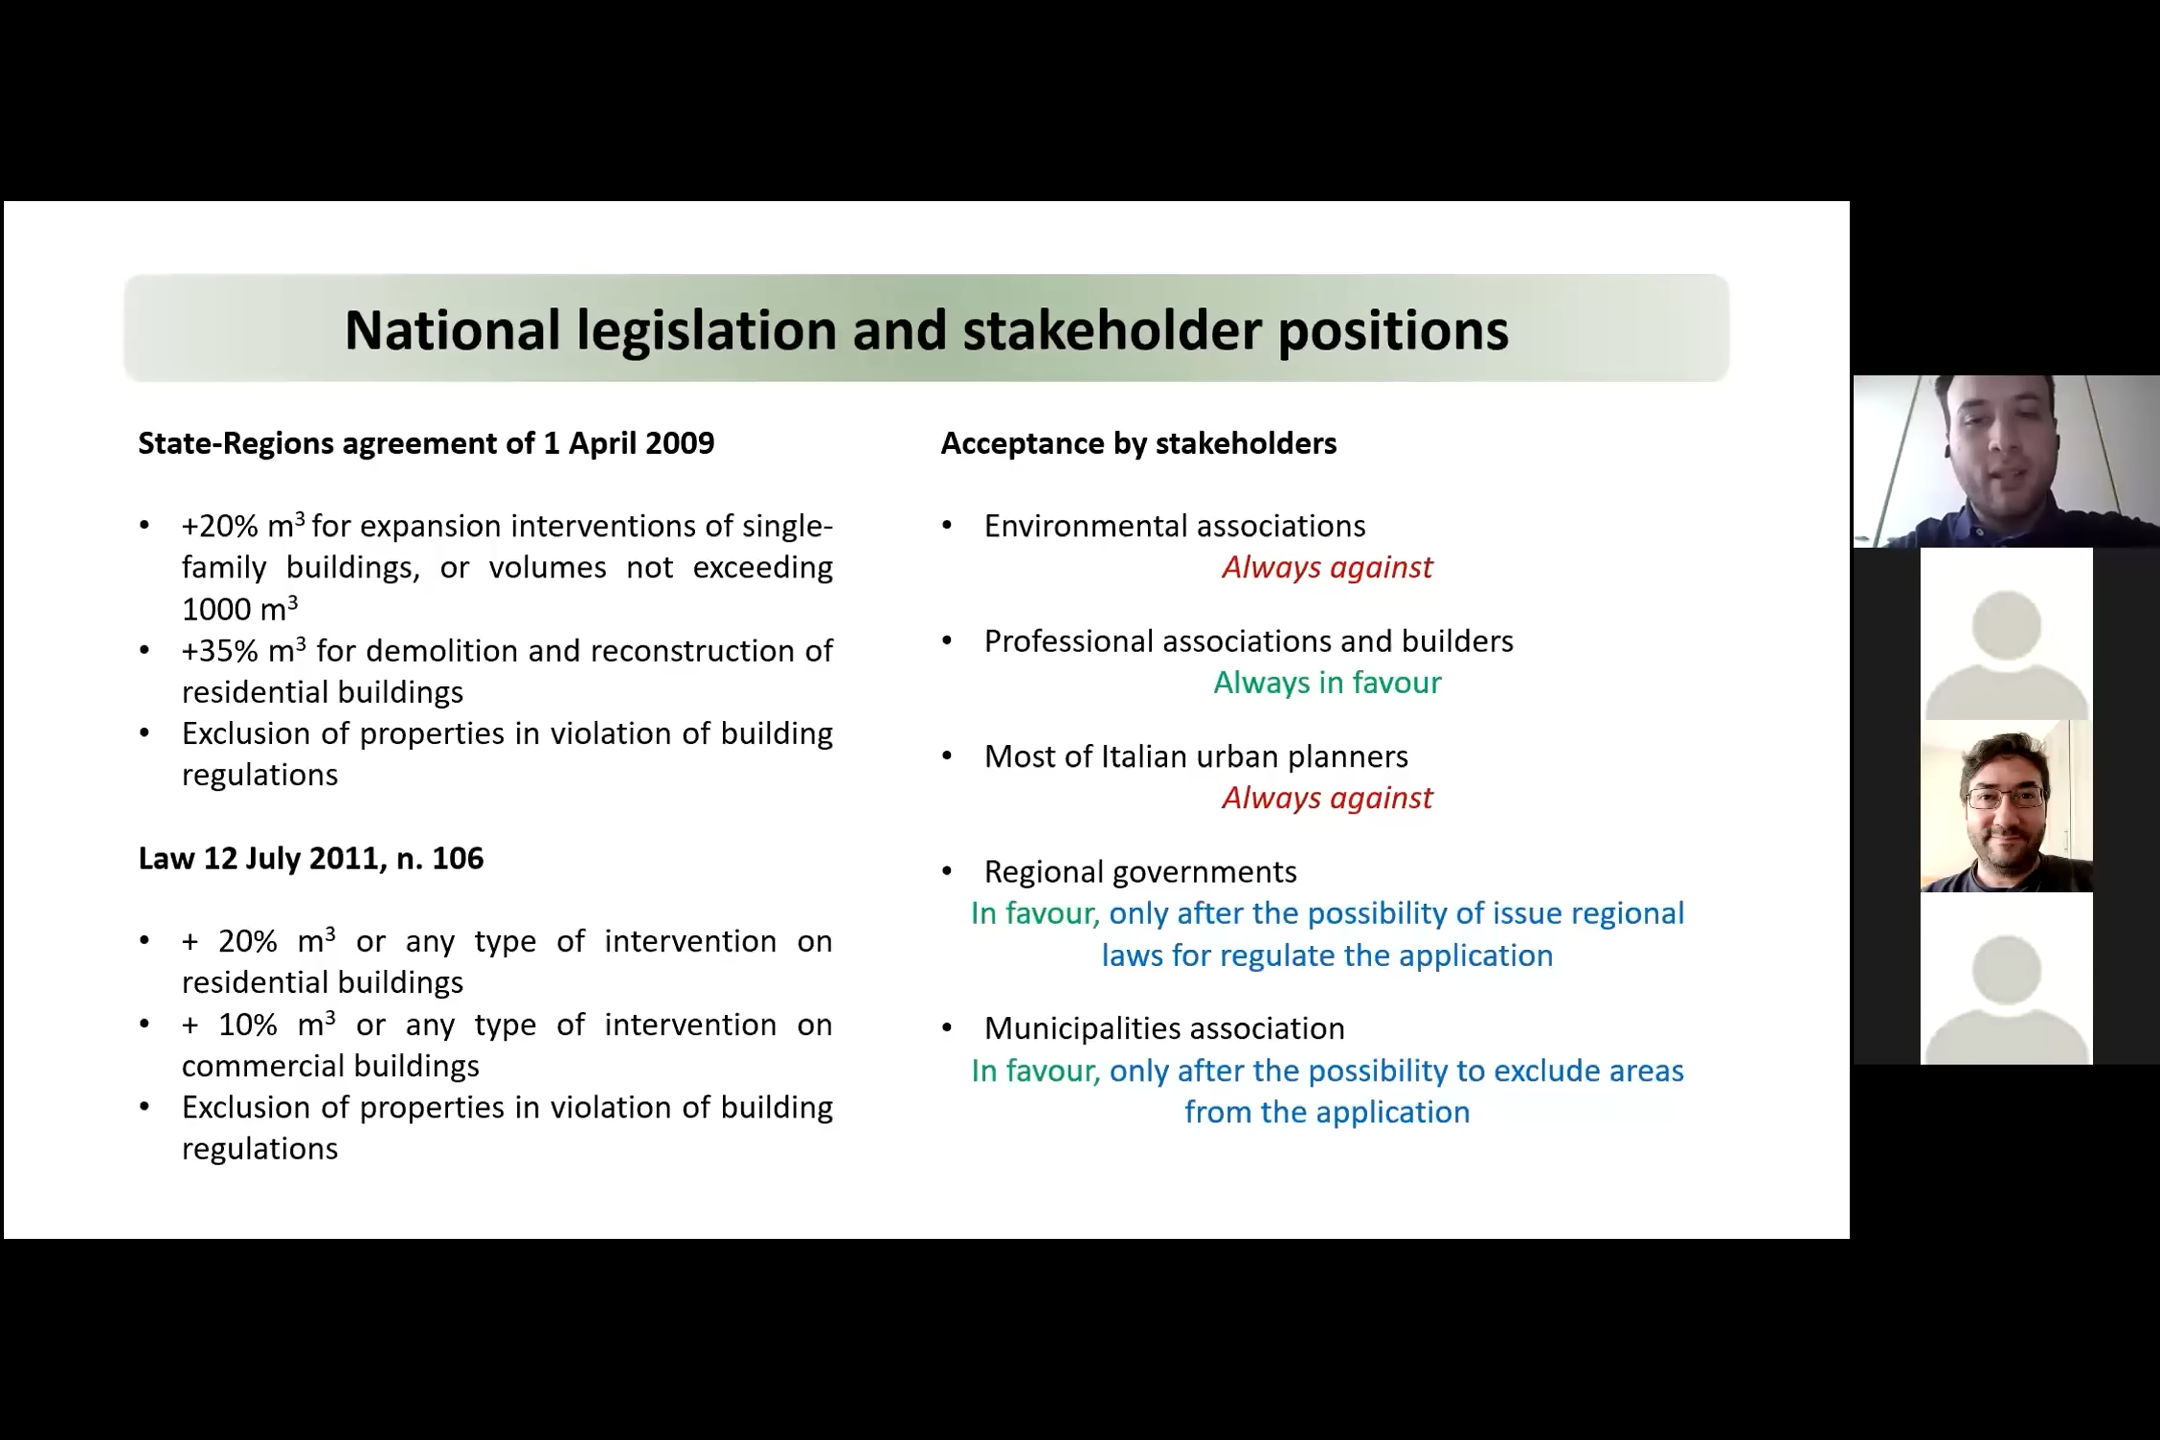 National legislation and stakeholder positions
State-Regions agreement of 1 April 2009
• +20% m³ for expansion interventions of single-
family buildings, or volumes not exceeding
1000 m³
• +35% m³ for demolition and reconstruction of
residential buildings
• Exclusion of properties in violation of building
regulations
Law 12 July 2011, n. 106
• + 20% m³ or any type of intervention on
residential buildings
• + 10% m³ or any type of intervention on
commercial buildings
• Exclusion of properties in violation of building
regulations
Acceptance by stakeholders
• Environmental associations
Always against
• Professional associations and builders
Always in favour
• Most of Italian urban planners
Always against
• Regional governments
In favour, only after the possibility of issue regional
laws for regulate the application
• Municipalities association
In favour, only after the possibility to exclude areas
from the application